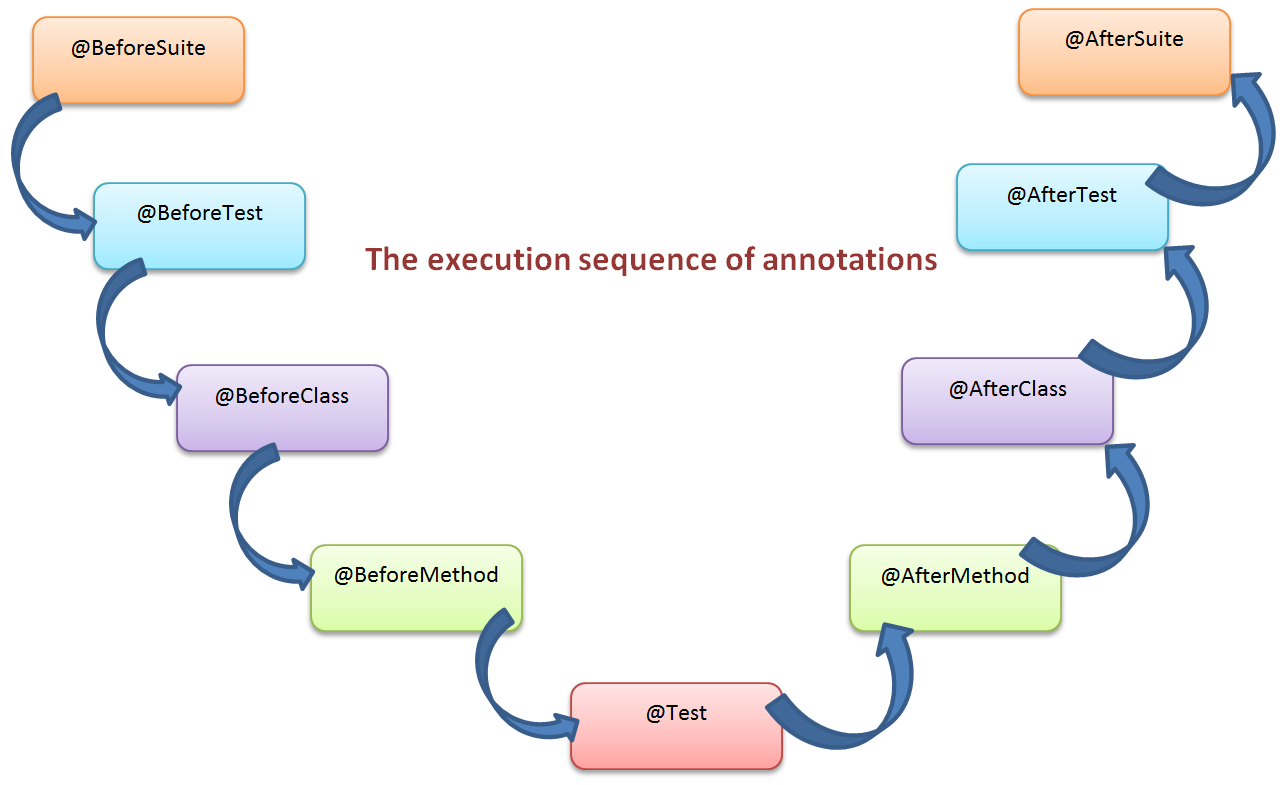 @BeforeSuite
@AfterSuite
@BeforeTest
@AfterTest
The execution sequence of annotations
@BeforeClass
@AfterClass
@BeforeMethod
@AfterMethod
@Test